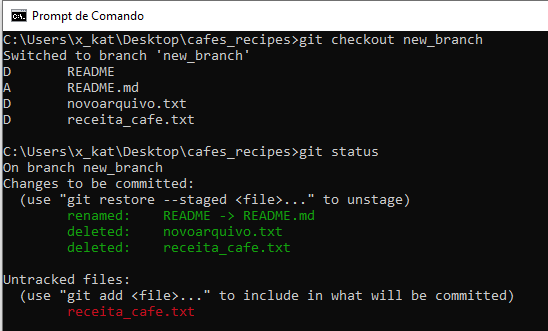 Prompt de Comando
C:\Users\x_kat\Desktop\cafes_recipes>git checkout new_branch
Switched to branch 'new_branch'
D       README
A       README.md
D       novoarquivo.txt
D       receita_cafe.txt
C:\Users\x_kat\Desktop\cafes_recipes>git status
On branch new_branch
Changes to be committed:
  (use "git restore --staged <file>..." to unstage)
        renamed:    README -> README.md
        deleted:    novoarquivo.txt
        deleted:    receita_cafe.txt
Untracked files:
  (use "git add <file>..." to include in what will be committed)
        receita_cafe.txt